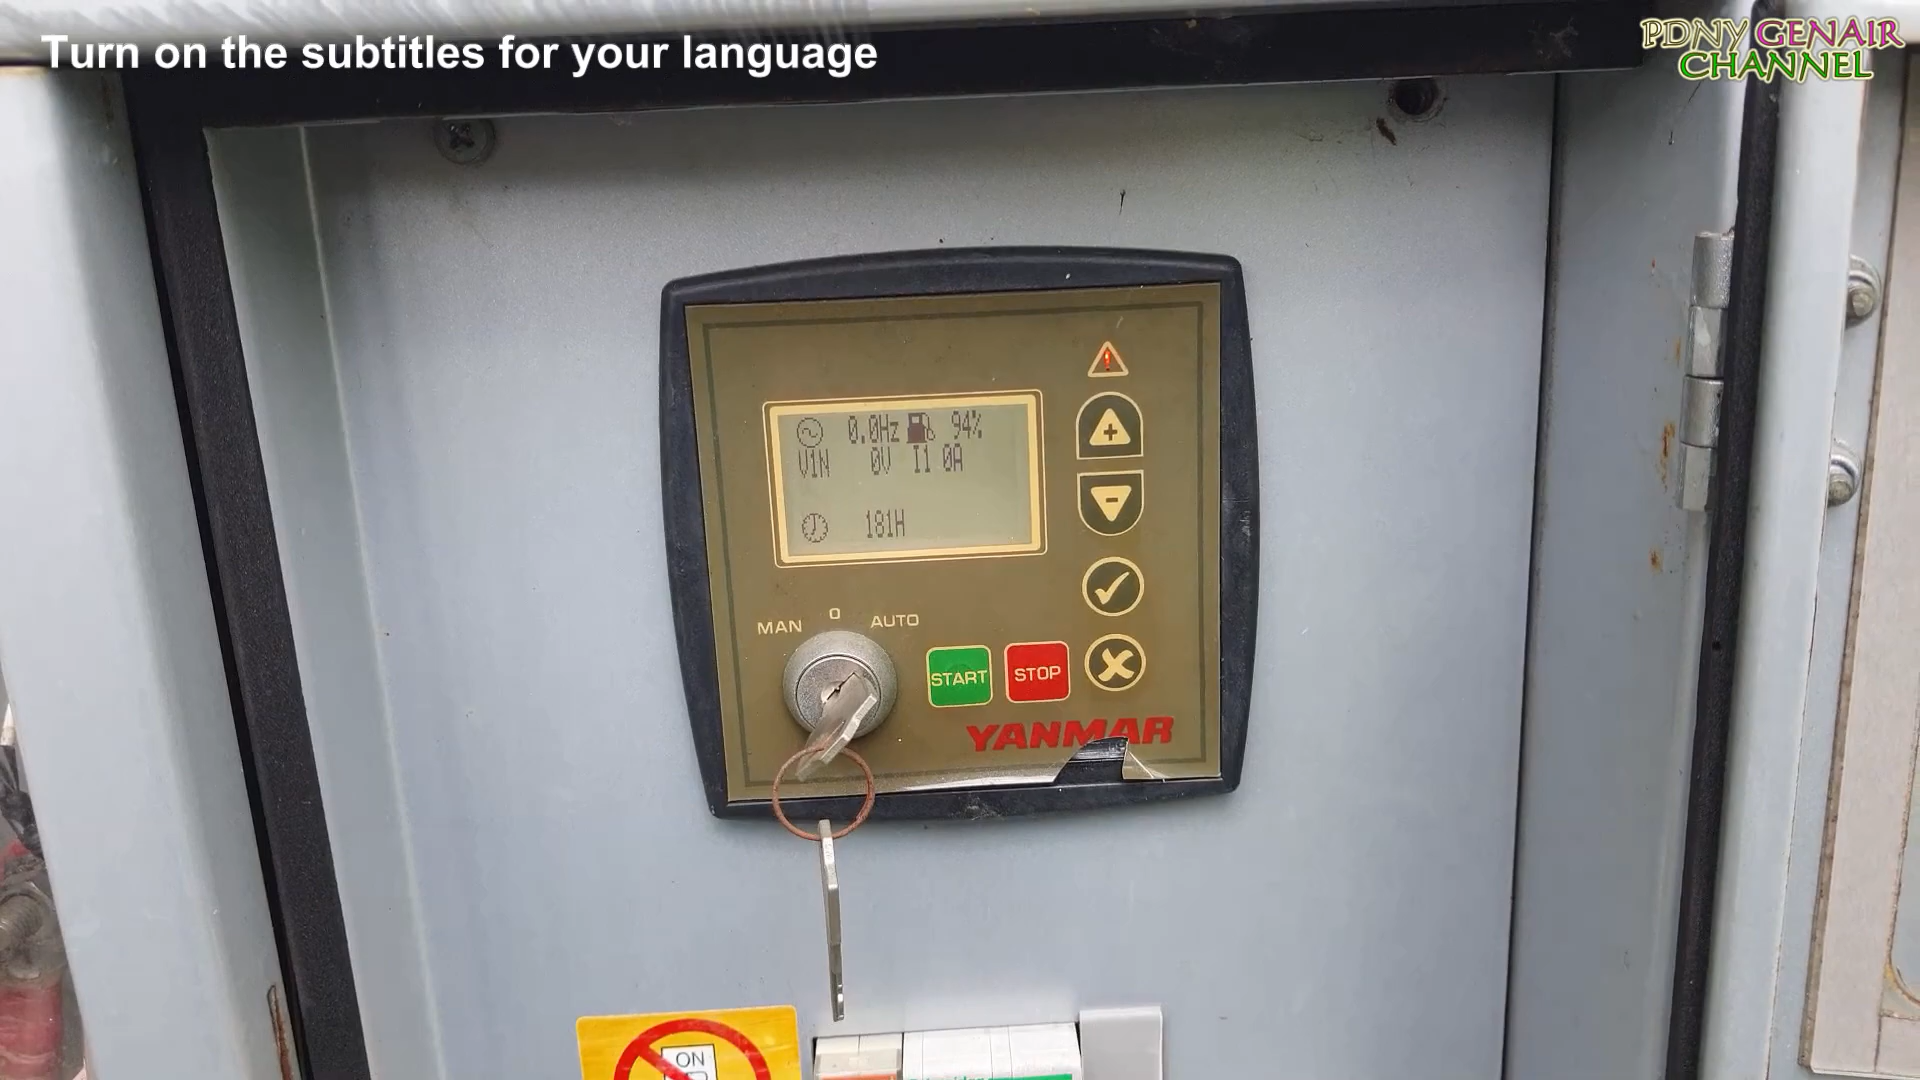 Turn on the subtitles for your language
PDNY GENAIR
CHANNEL
0.0Hz 94%
V1N 0V I1 0A
181H
MAN 0 AUTO
START STOP
YANMAR
ON